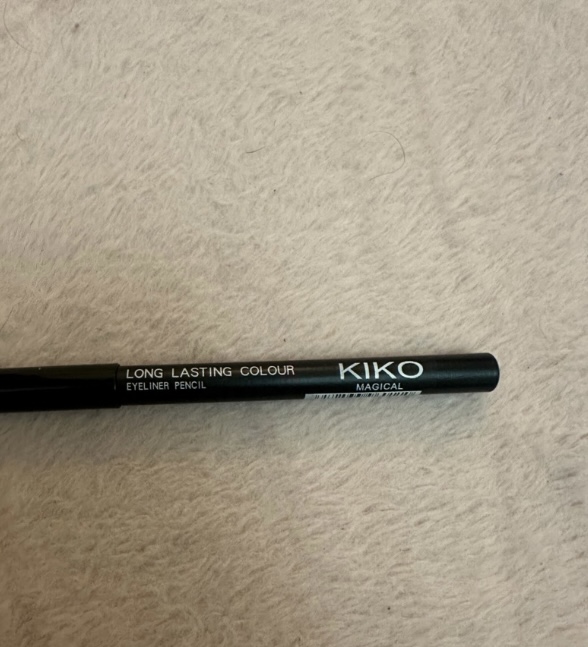 LONG LASTING COLOUR
EYELINER PENCIL
KIKO
MAGICAL